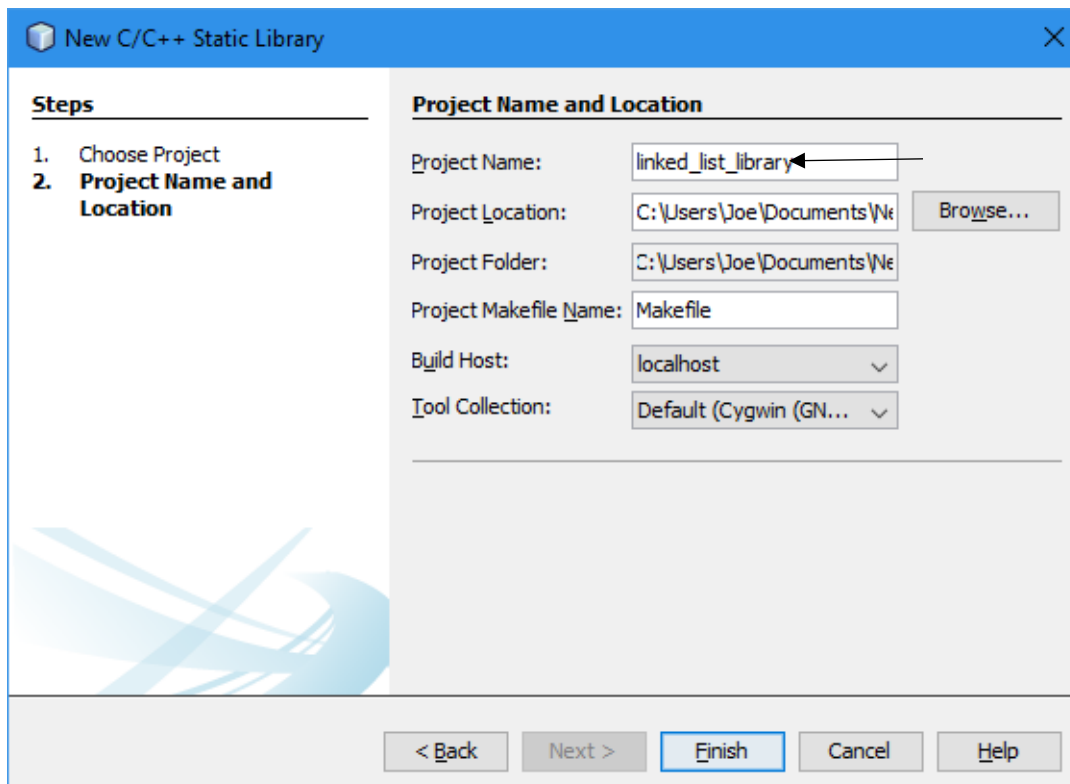 New C/C++ Static Library
Steps
1. Choose Project
2. Project Name and
Location
Project Name and Location
Project Name: linked_list_library
Project Location: C:\Users\Joe\Documents\Ne Browse...
Project Folder: C:\Users\Joe\Documents\Ne
Project Makefile Name: Makefile
Build Host: localhost
Tool Collection: Default (Cygwin (GN...
< Back Next > Finish Cancel Help